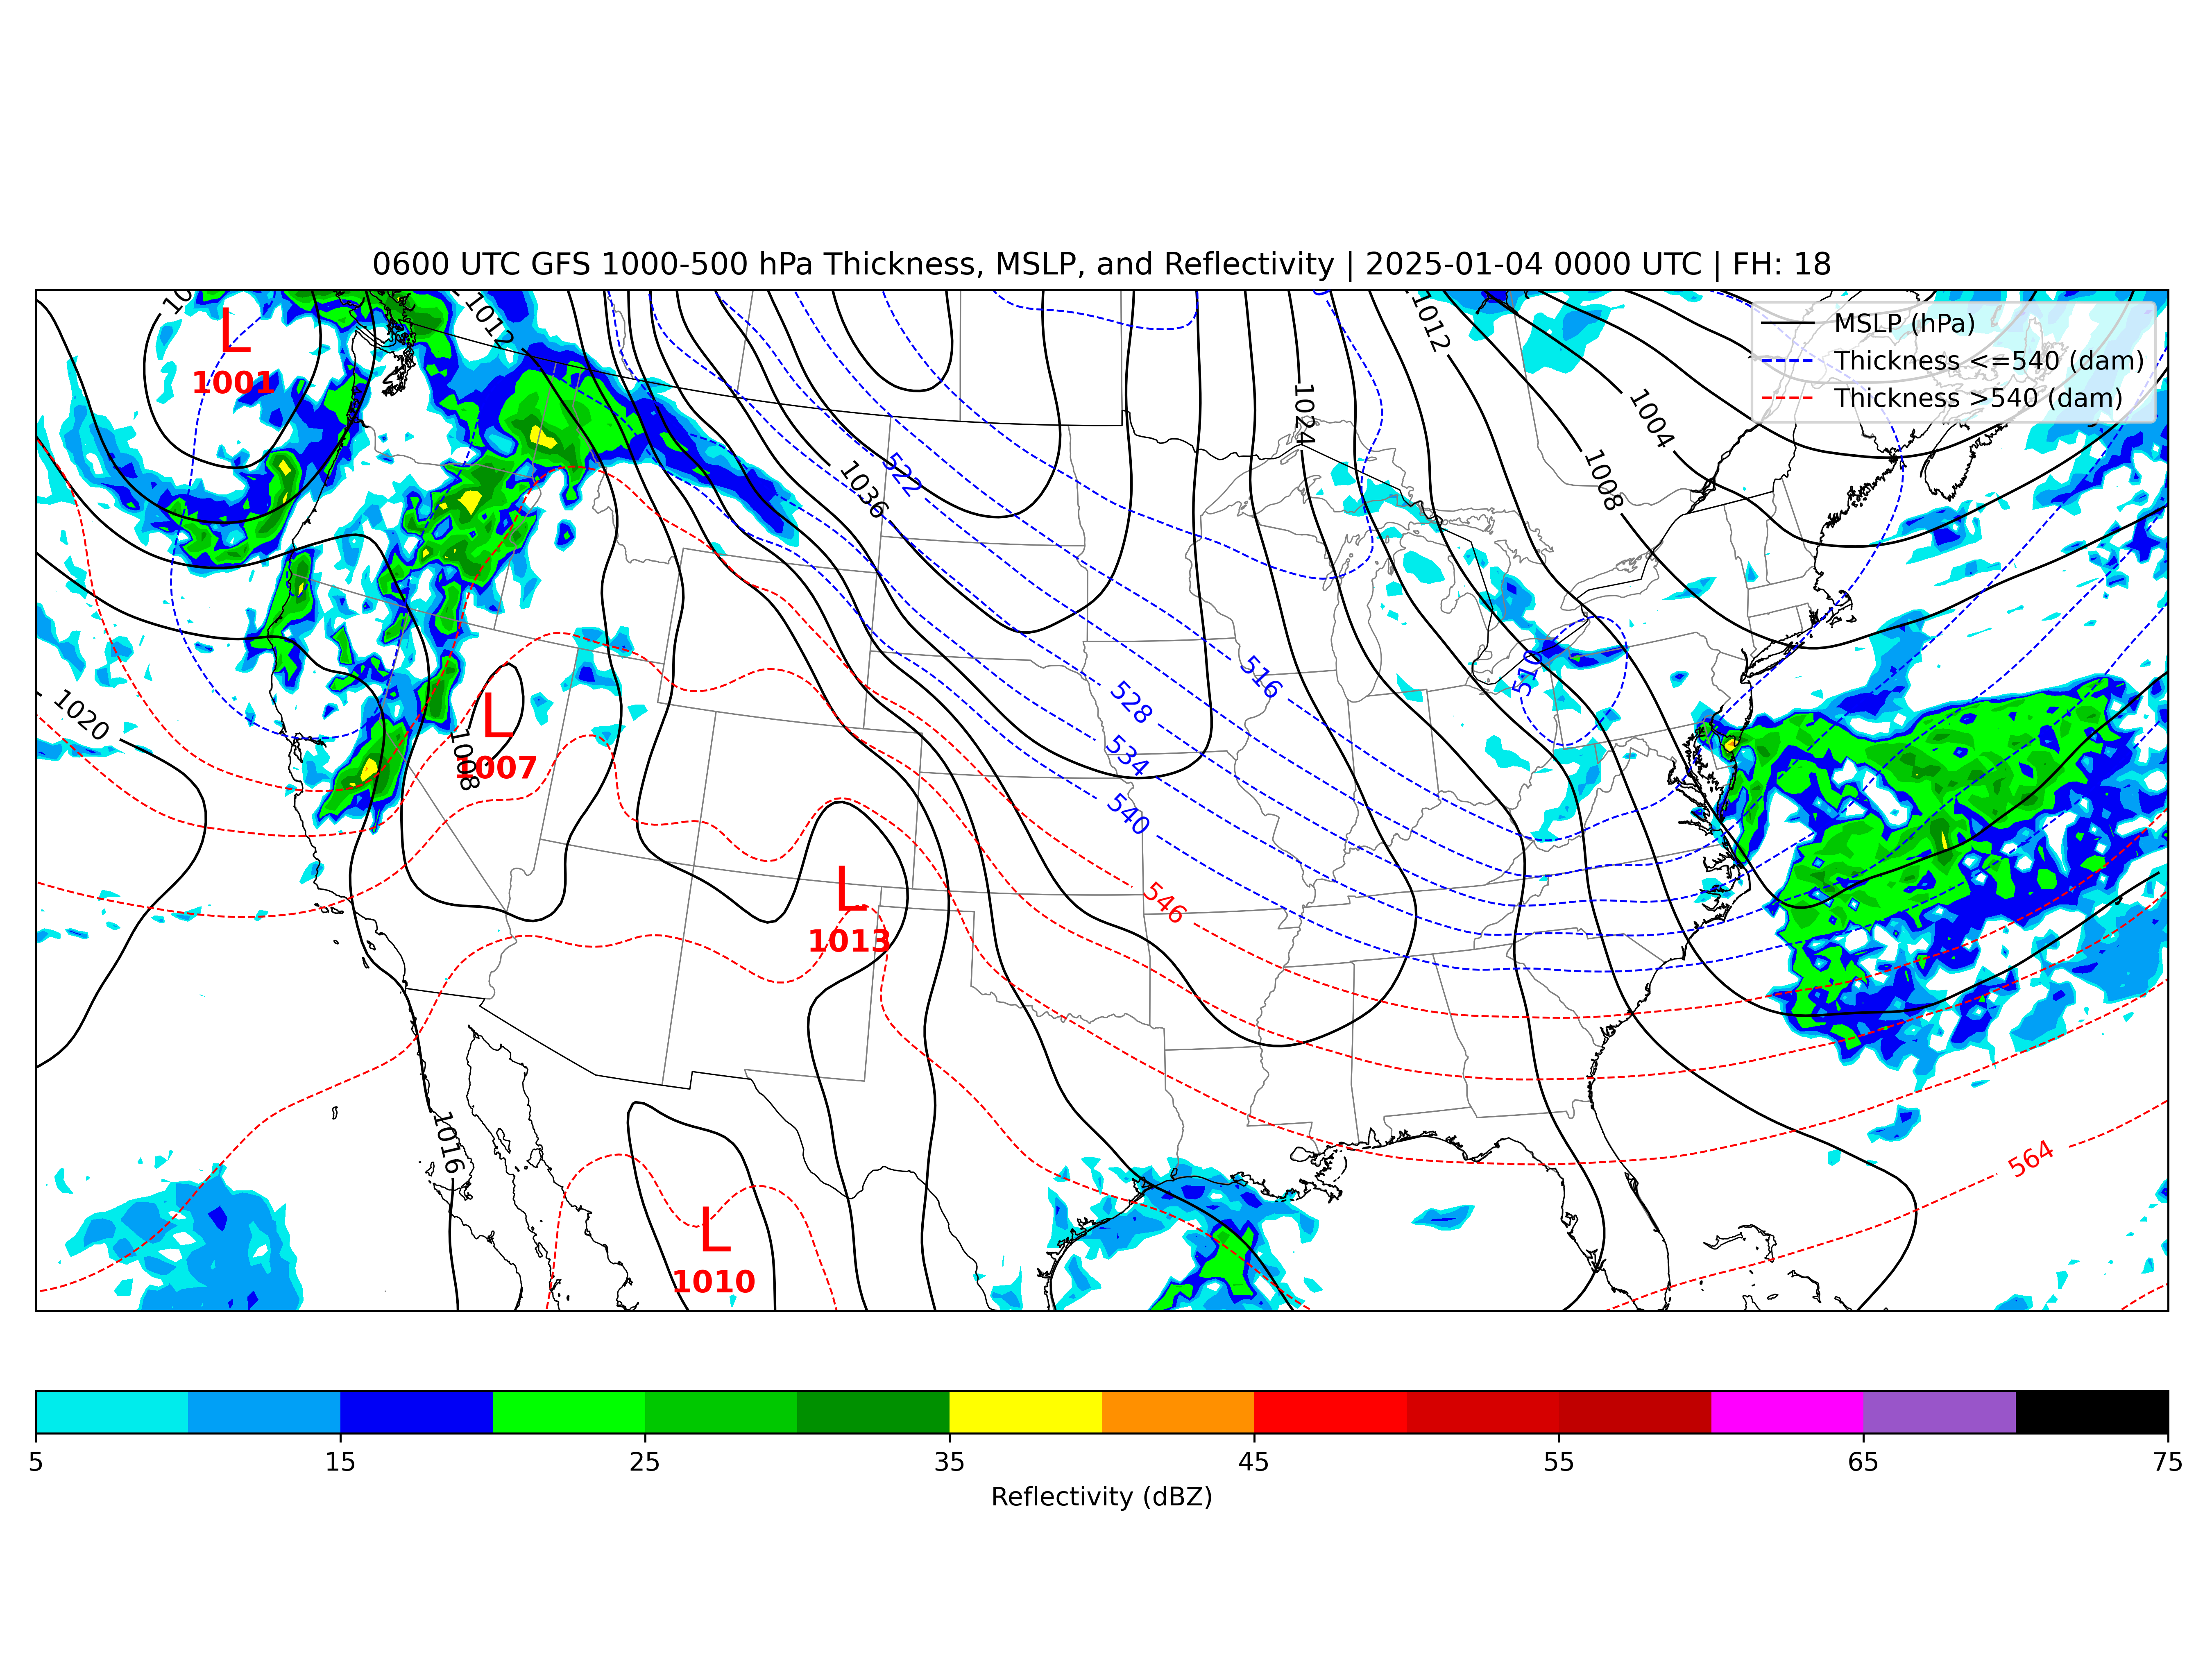 0600 UTC GFS 1000-500 hPa Thickness, MSLP, and Reflectivity | 2025-01-04 0000 UTC | FH: 18
MSLP (hPa)
Thickness <=540 (dam)
Thickness >540 (dam)
1012
1012
L
1001
1024
1004
1008
1036
522
516
510
528
534
540
1020
L
1007
1008
546
L
1013
1016
564
L
1010
5 15 25 35 45 55 65 75
Reflectivity (dBZ)